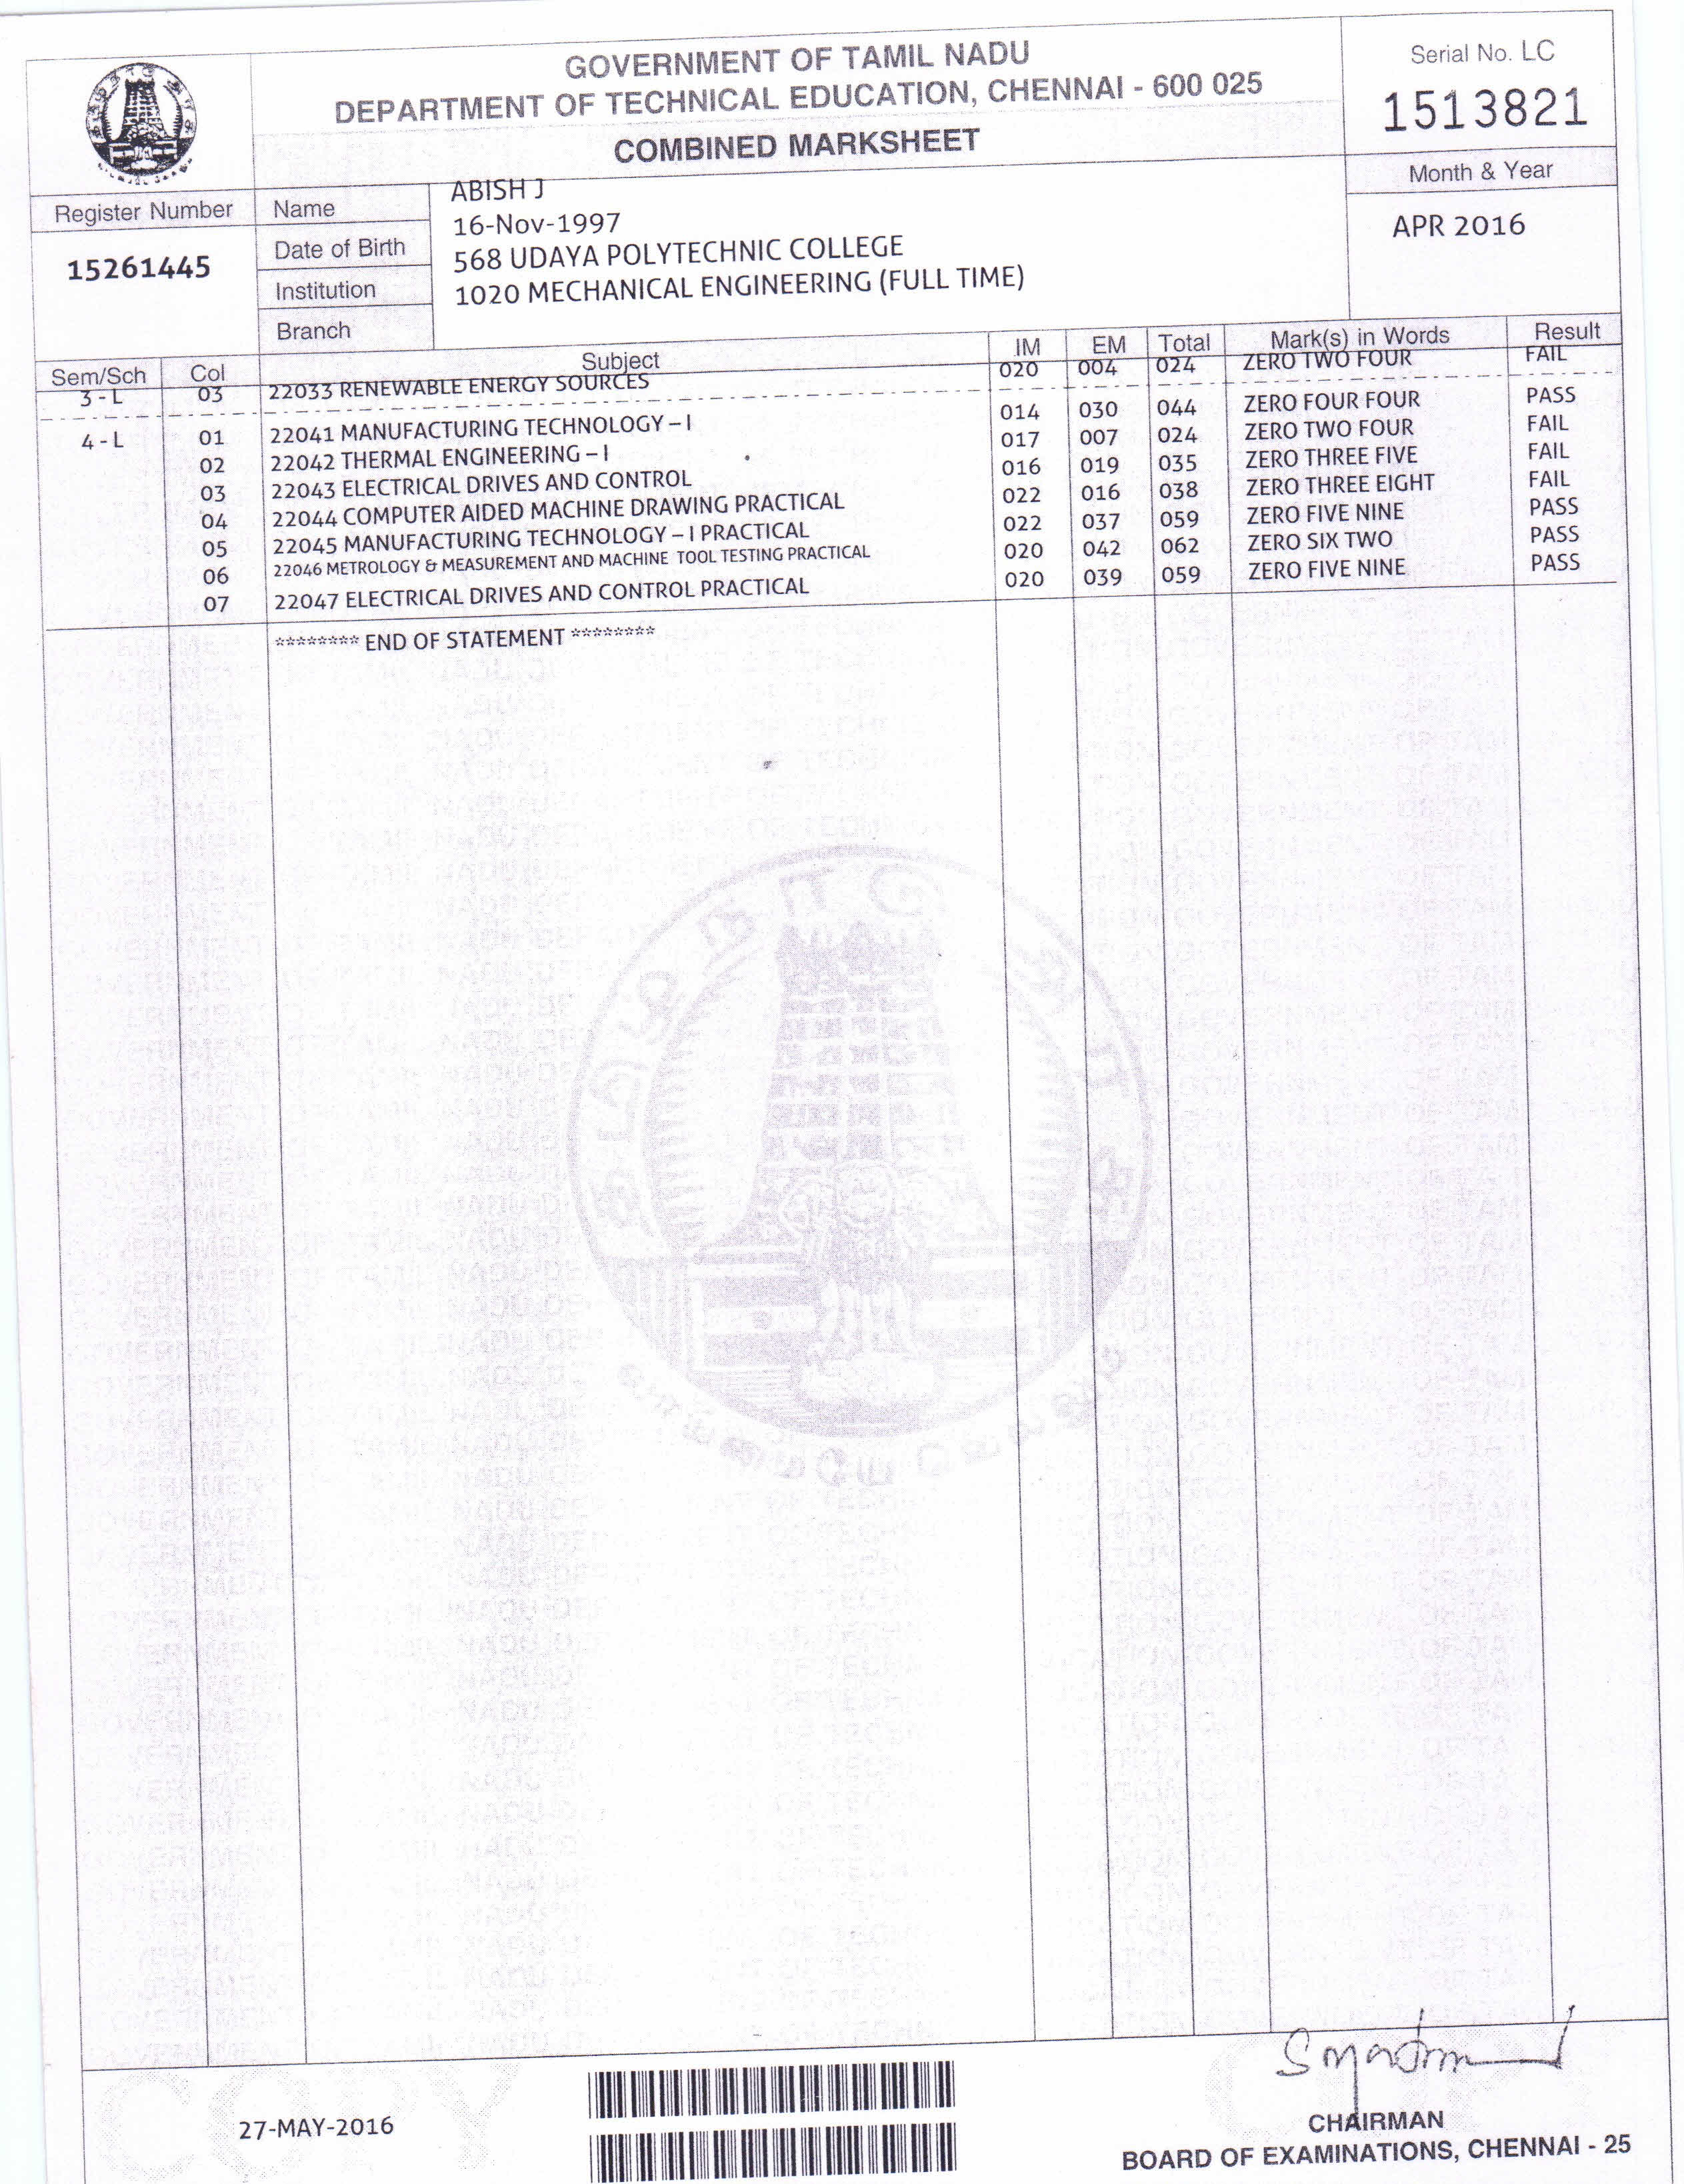 GOVERNMENT OF TAMIL NADU
DEPARTMENT OF TECHNICAL EDUCATION, CHENNAI - 600 025
COMBINED MARKSHEET
Serial No. LC
1513821
Month & Year
APR 2016
Register Number
15261445
Name ABISH J
Date of Birth 16-Nov-1997
Institution 568 UDAYA POLYTECHNIC COLLEGE
Branch 1020 MECHANICAL ENGINEERING (FULL TIME)
Sem/Sch Col Subject IM EM Total Mark(s) in Words Result
3 - L 03 22033 RENEWABLE ENERGY SOURCES 020 004 024 ZERO TWO FOUR FAIL
4 - L 01 22041 MANUFACTURING TECHNOLOGY – I 014 030 044 ZERO FOUR FOUR PASS
02 22042 THERMAL ENGINEERING – I 017 007 024 ZERO TWO FOUR FAIL
03 22043 ELECTRICAL DRIVES AND CONTROL 016 019 035 ZERO THREE FIVE FAIL
04 22044 COMPUTER AIDED MACHINE DRAWING PRACTICAL 022 016 038 ZERO THREE EIGHT FAIL
05 22045 MANUFACTURING TECHNOLOGY – I PRACTICAL 022 037 059 ZERO FIVE NINE PASS
06 22046 METROLOGY & MEASUREMENT AND MACHINE TOOL TESTING PRACTICAL 020 042 062 ZERO SIX TWO PASS
07 22047 ELECTRICAL DRIVES AND CONTROL PRACTICAL 020 039 059 ZERO FIVE NINE PASS
******** END OF STATEMENT ********
27-MAY-2016
CHAIRMAN
BOARD OF EXAMINATIONS, CHENNAI - 25